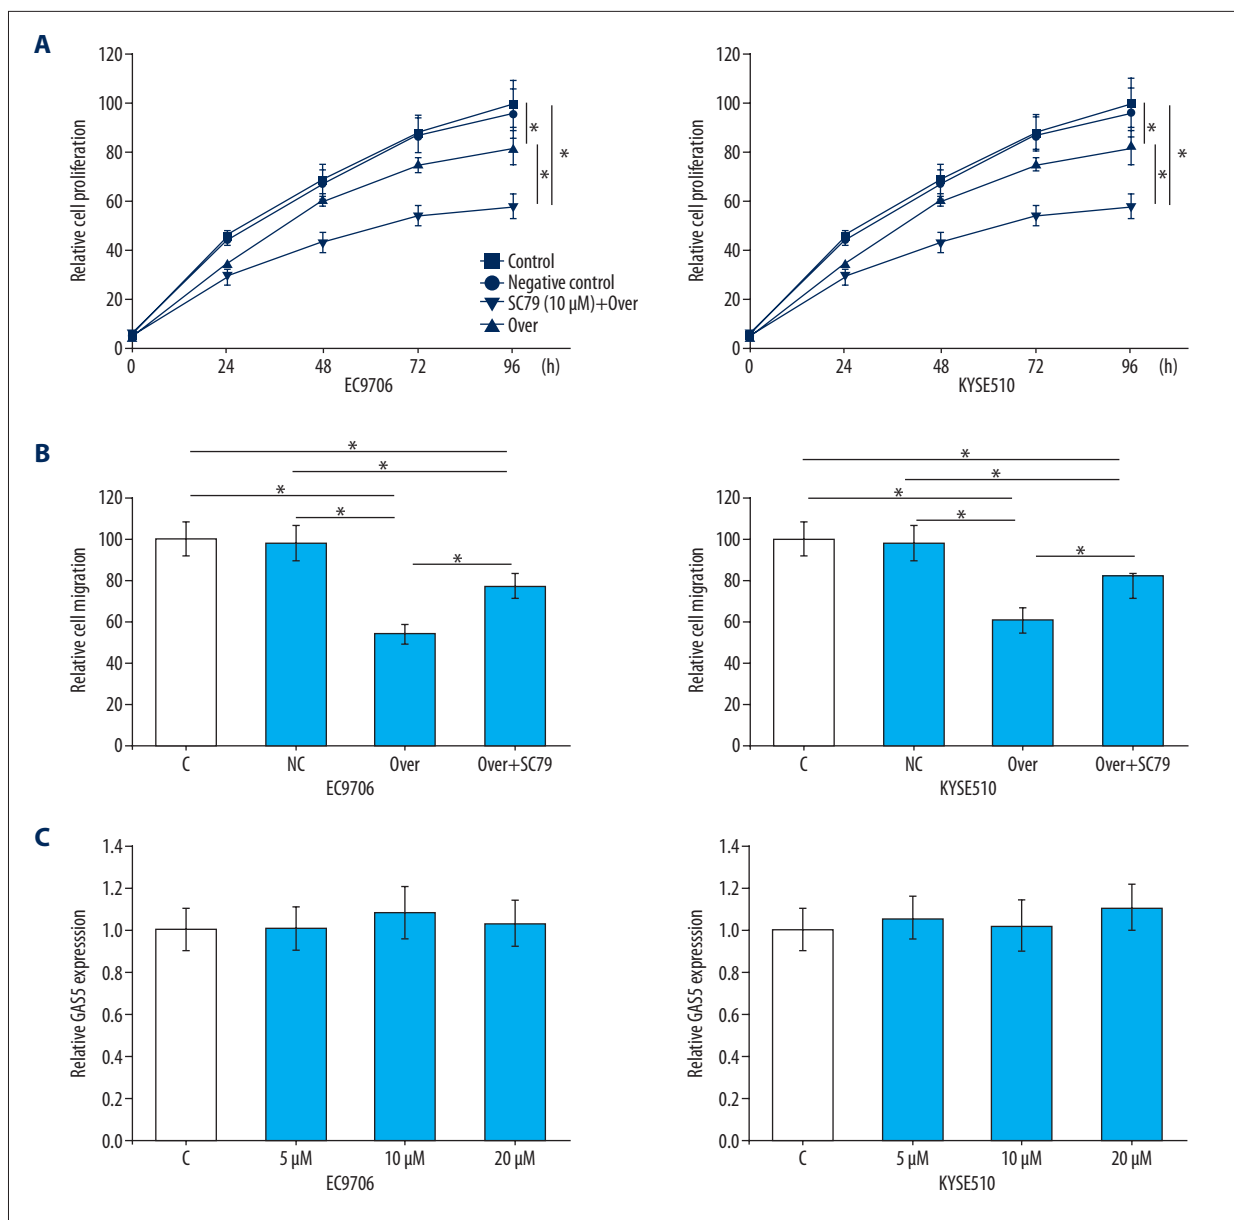 A
120
100
80
60
40
20
0
Relative cell proliferation
*
*
*
Control
Negative control
SC79 (10 µM)+Over
Over
0 24 48 72 96 (h)
EC9706
120
100
80
60
40
20
0
Relative cell proliferation
*
*
*
0 24 48 72 96 (h)
KYSE510
B
*
*
*
*
*
120
100
80
60
40
20
0
Relative cell migration
C NC Over Over+SC79
EC9706
*
*
*
*
*
120
100
80
60
40
20
0
Relative cell migration
C NC Over Over+SC79
KYSE510
C
1.4
1.2
1.0
0.8
0.6
0.4
0.2
0.0
Relative GAS5 expresssion
C 5 µM 10 µM 20 µM
EC9706
1.4
1.2
1.0
0.8
0.6
0.4
0.2
0.0
Relative GAS5 expresssion
C 5 µM 10 µM 20 µM
KYSE510